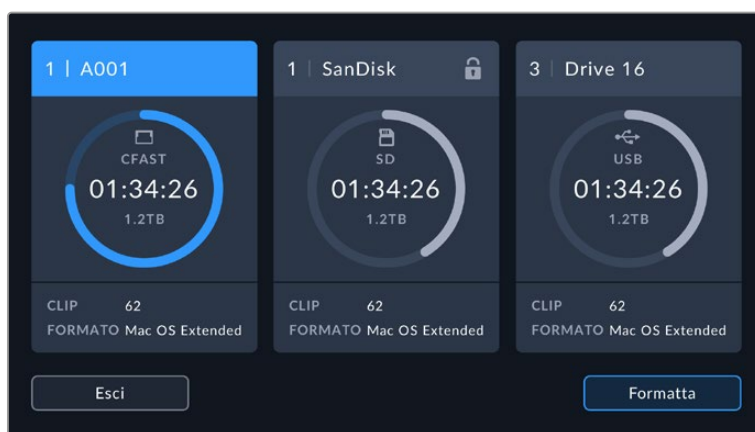 1 | A001
CFAST
01:34:26
1.2TB
CLIP 62
FORMATO Mac OS Extended
1 | SanDisk
SD
01:34:26
1.2TB
CLIP 62
FORMATO Mac OS Extended
3 | Drive 16
USB
01:34:26
1.2TB
CLIP 62
FORMATO Mac OS Extended
Esci
Formatta